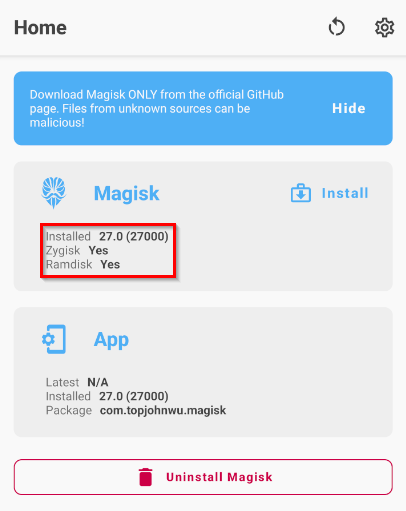 Home
Download Magisk ONLY from the official GitHub
page. Files from unknown sources can be
malicious!
Hide
Magisk
Install
Installed 27.0 (27000)
Zygisk Yes
Ramdisk Yes
App
Latest N/A
Installed 27.0 (27000)
Package com.topjohnwu.magisk
Uninstall Magisk